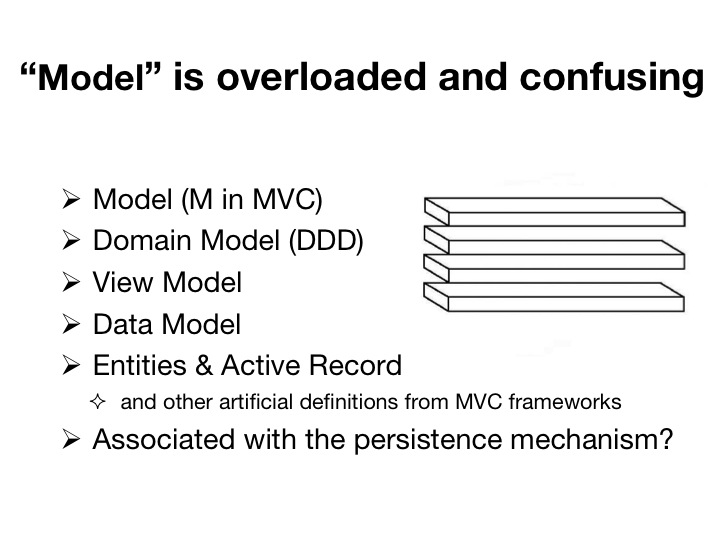 “Model” is overloaded and confusing
➢ Model (M in MVC)
➢ Domain Model (DDD)
➢ View Model
➢ Data Model
➢ Entities & Active Record
✧ and other artificial definitions from MVC frameworks
➢ Associated with the persistence mechanism?